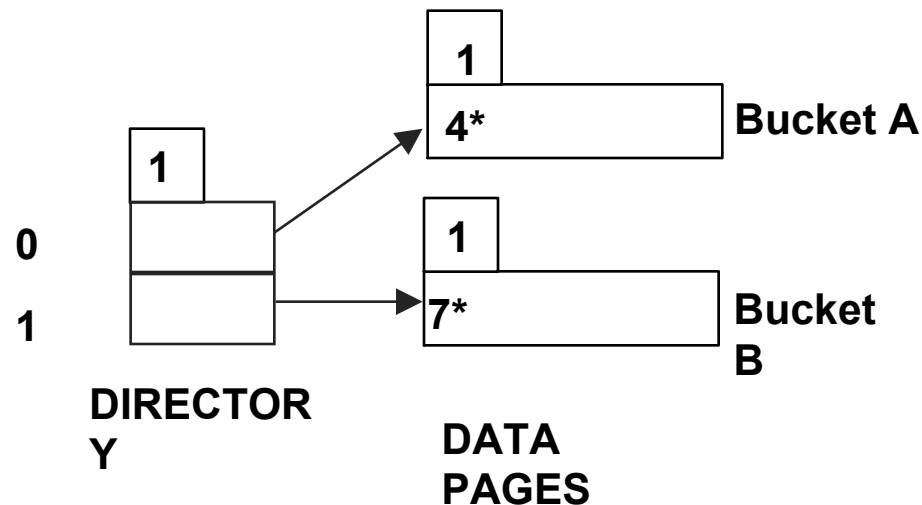 1
4*
Bucket A
1
0
1
1
7*
Bucket
B
DIRECTOR
Y
DATA
PAGES